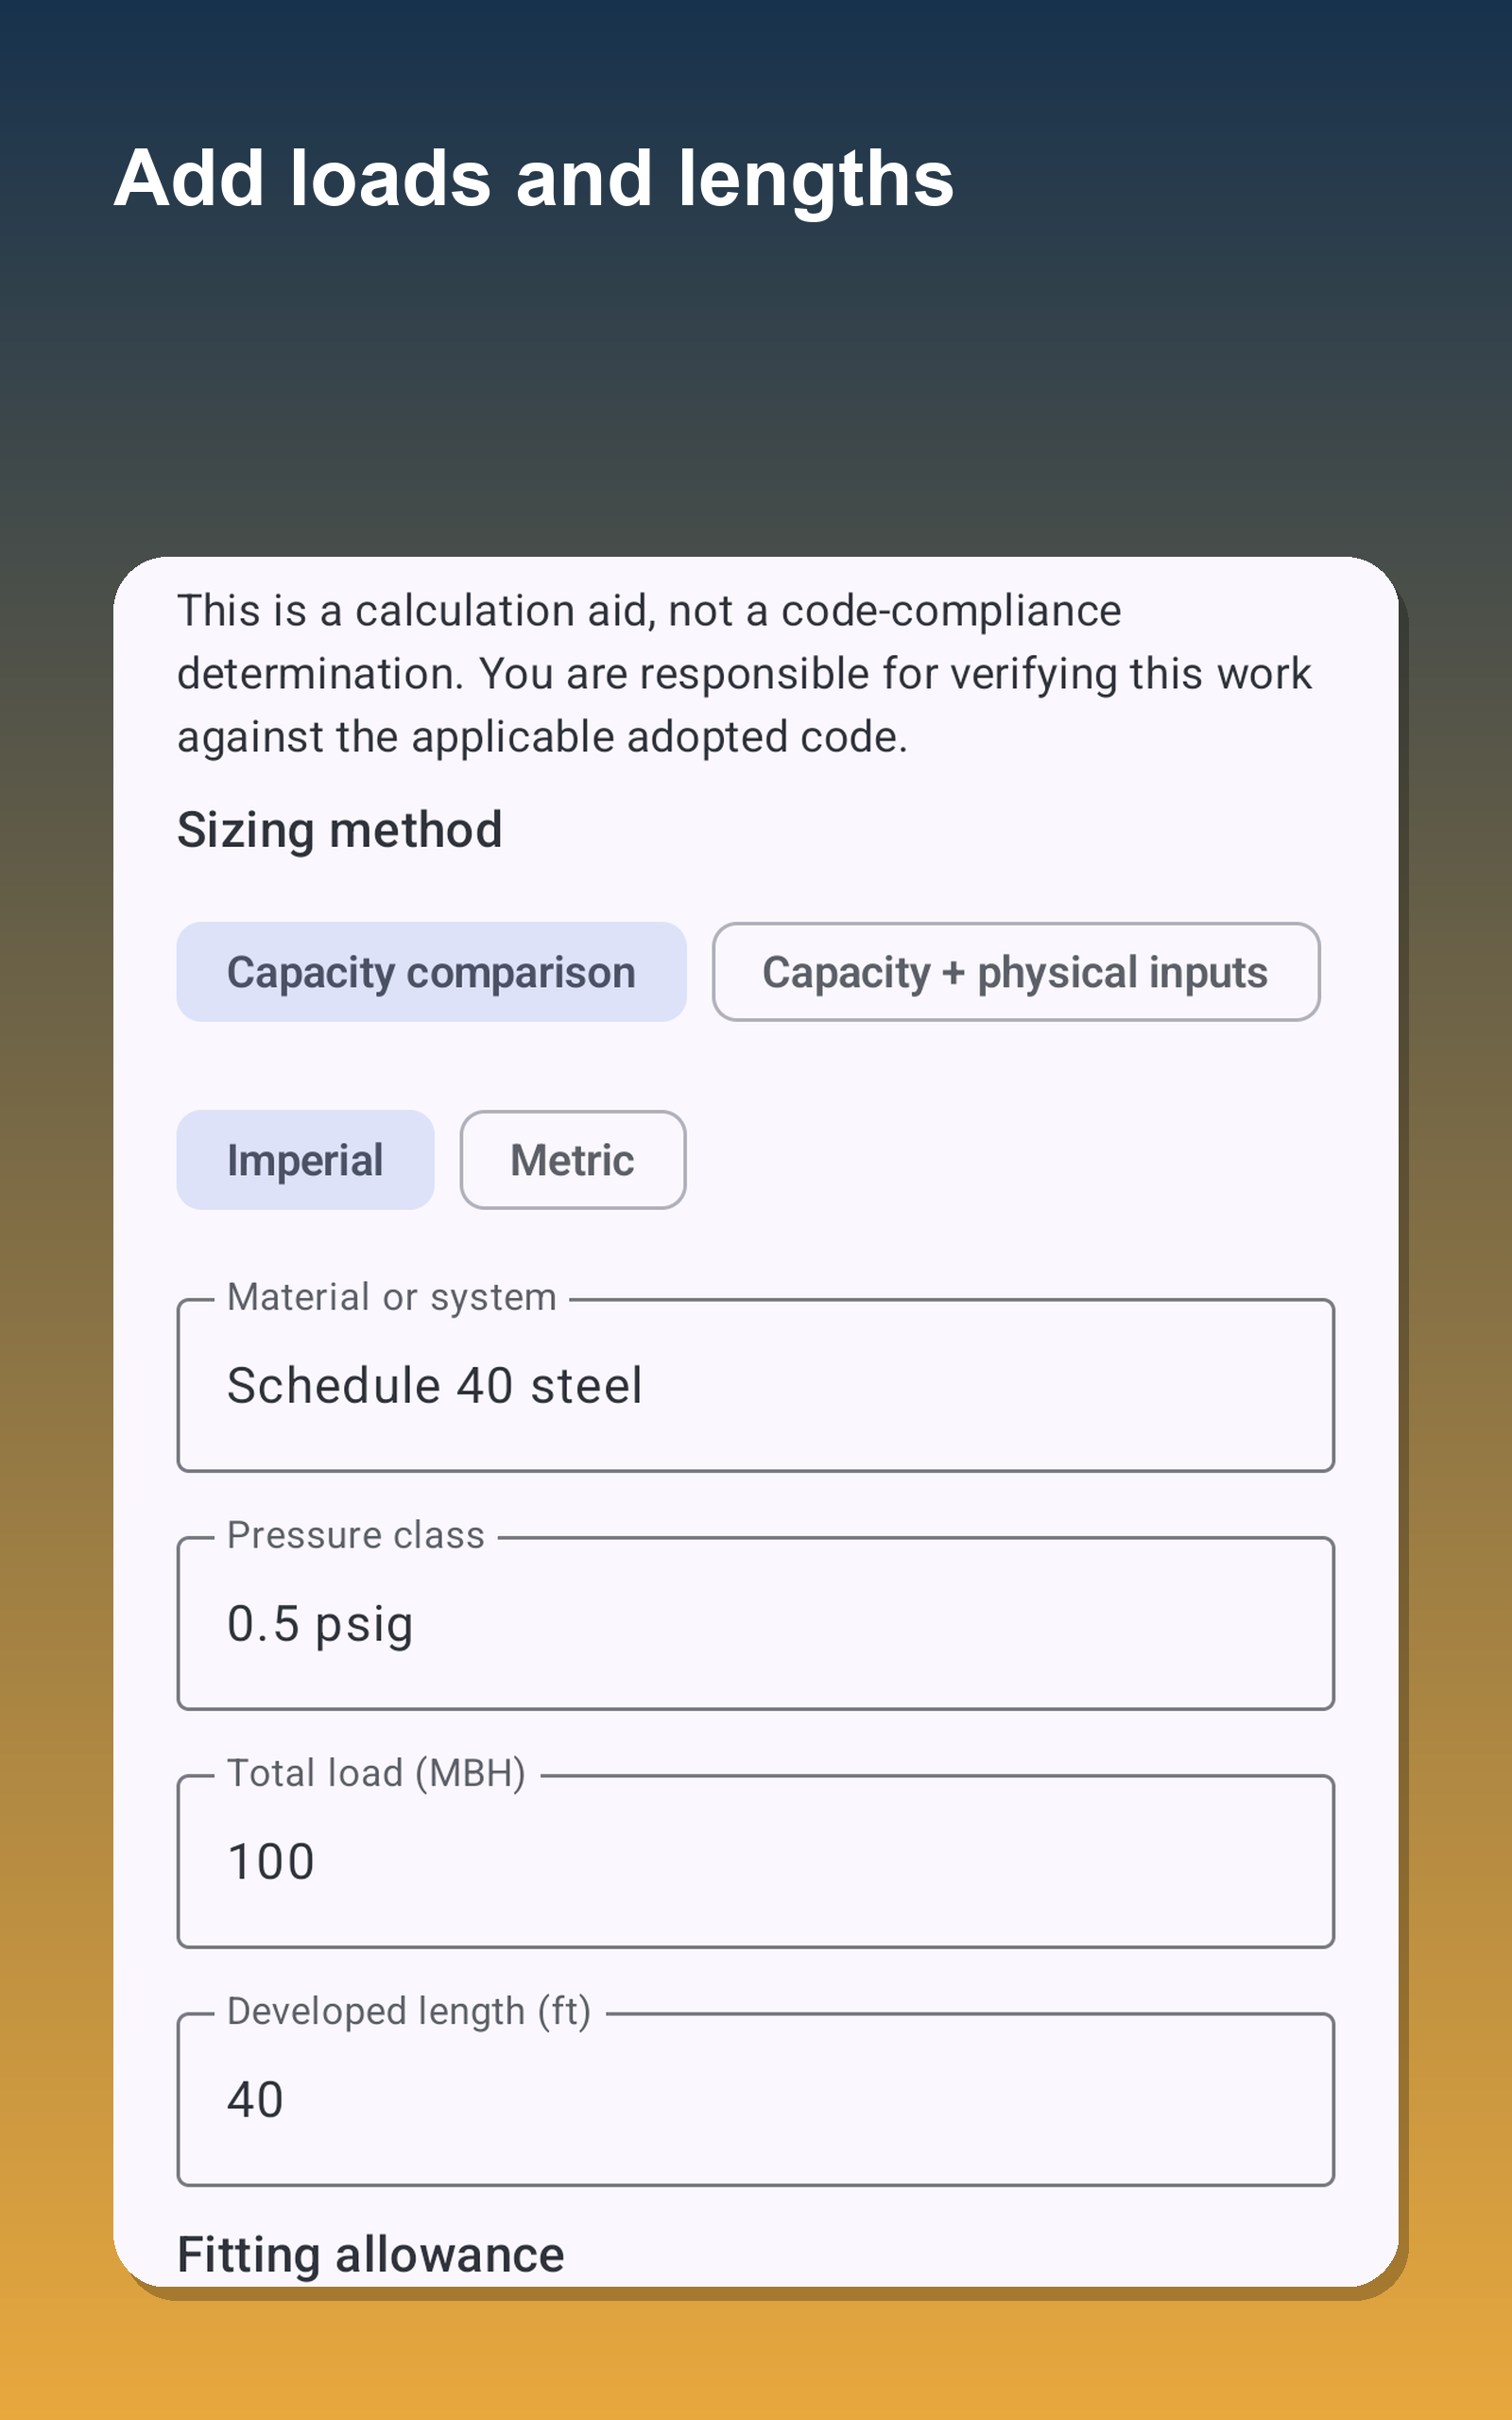 Add loads and lengths
This is a calculation aid, not a code-compliance
determination. You are responsible for verifying this work
against the applicable adopted code.
Sizing method
Capacity comparison
Capacity + physical inputs
Imperial
Metric
Material or system
Schedule 40 steel
Pressure class
0.5 psig
Total load (MBH)
100
Developed length (ft)
40
Fitting allowance